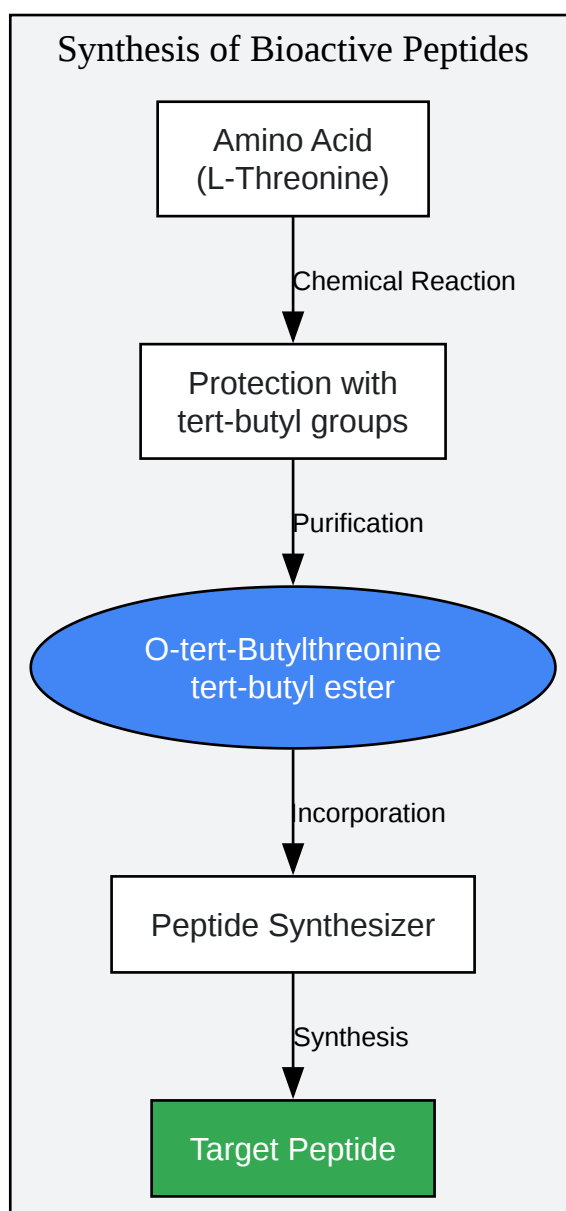 Synthesis of Bioactive Peptides
Amino Acid
(L-Threonine)
Chemical Reaction
Protection with
tert-butyl groups
Purification
O-tert-Butylthreonine
tert-butyl ester
Incorporation
Peptide Synthesizer
Synthesis
Target Peptide